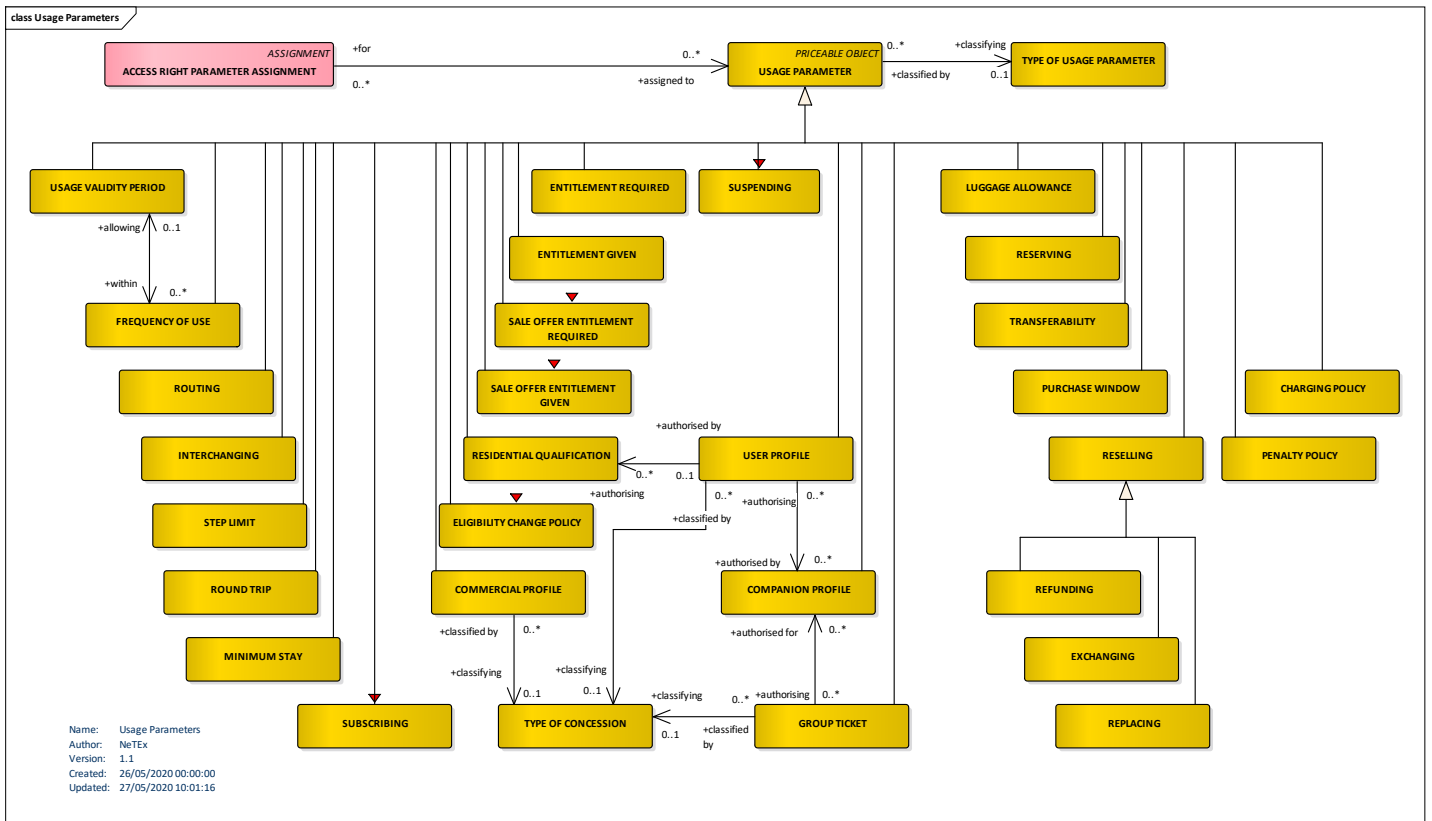 class Usage Parameters
ASSIGNMENT
ACCESS RIGHT PARAMETER ASSIGNMENT
+for
0..*
0..*
+assigned to
PRICEABLE OBJECT
USAGE PARAMETER
0..*
+classifying
+classified by
0..1
TYPE OF USAGE PARAMETER
USAGE VALIDITY PERIOD
ENTITLEMENT REQUIRED
SUSPENDING
LUGGAGE ALLOWANCE
+allowing
0..1
ENTITLEMENT GIVEN
RESERVING
+within
0..*
FREQUENCY OF USE
SALE OFFER ENTITLEMENT
REQUIRED
TRANSFERABILITY
ROUTING
SALE OFFER ENTITLEMENT
GIVEN
PURCHASE WINDOW
CHARGING POLICY
+authorised by
INTERCHANGING
RESIDENTIAL QUALIFICATION
USER PROFILE
RESELLING
PENALTY POLICY
0..*
0..1
+authorising
0..*
+authorising
0..*
+classified by
STEP LIMIT
ELIGIBILITY CHANGE POLICY
+authorised by
0..*
ROUND TRIP
COMMERCIAL PROFILE
COMPANION PROFILE
REFUNDING
+classified by
0..*
+authorised for
0..*
MINIMUM STAY
EXCHANGING
+classifying
+classifying
0..1
0..1
+classifying
0..*
+authorising
0..*
SUBSCRIBING
TYPE OF CONCESSION
GROUP TICKET
REPLACING
0..1
+classified
by
Name: Usage Parameters
Author: NeTEx
Version: 1.1
Created: 26/05/2020 00:00:00
Updated: 27/05/2020 10:01:16